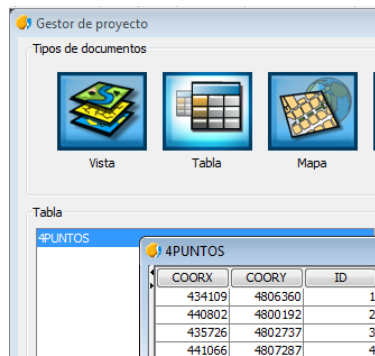 Gestor de proyecto
Tipos de documentos
Vista Tabla Mapa
Tabla
4PUNTOS
4PUNTOS
COORX COORY ID
434109 4806360 1
440802 4800192 2
435726 4802737 3
441066 4807287 4